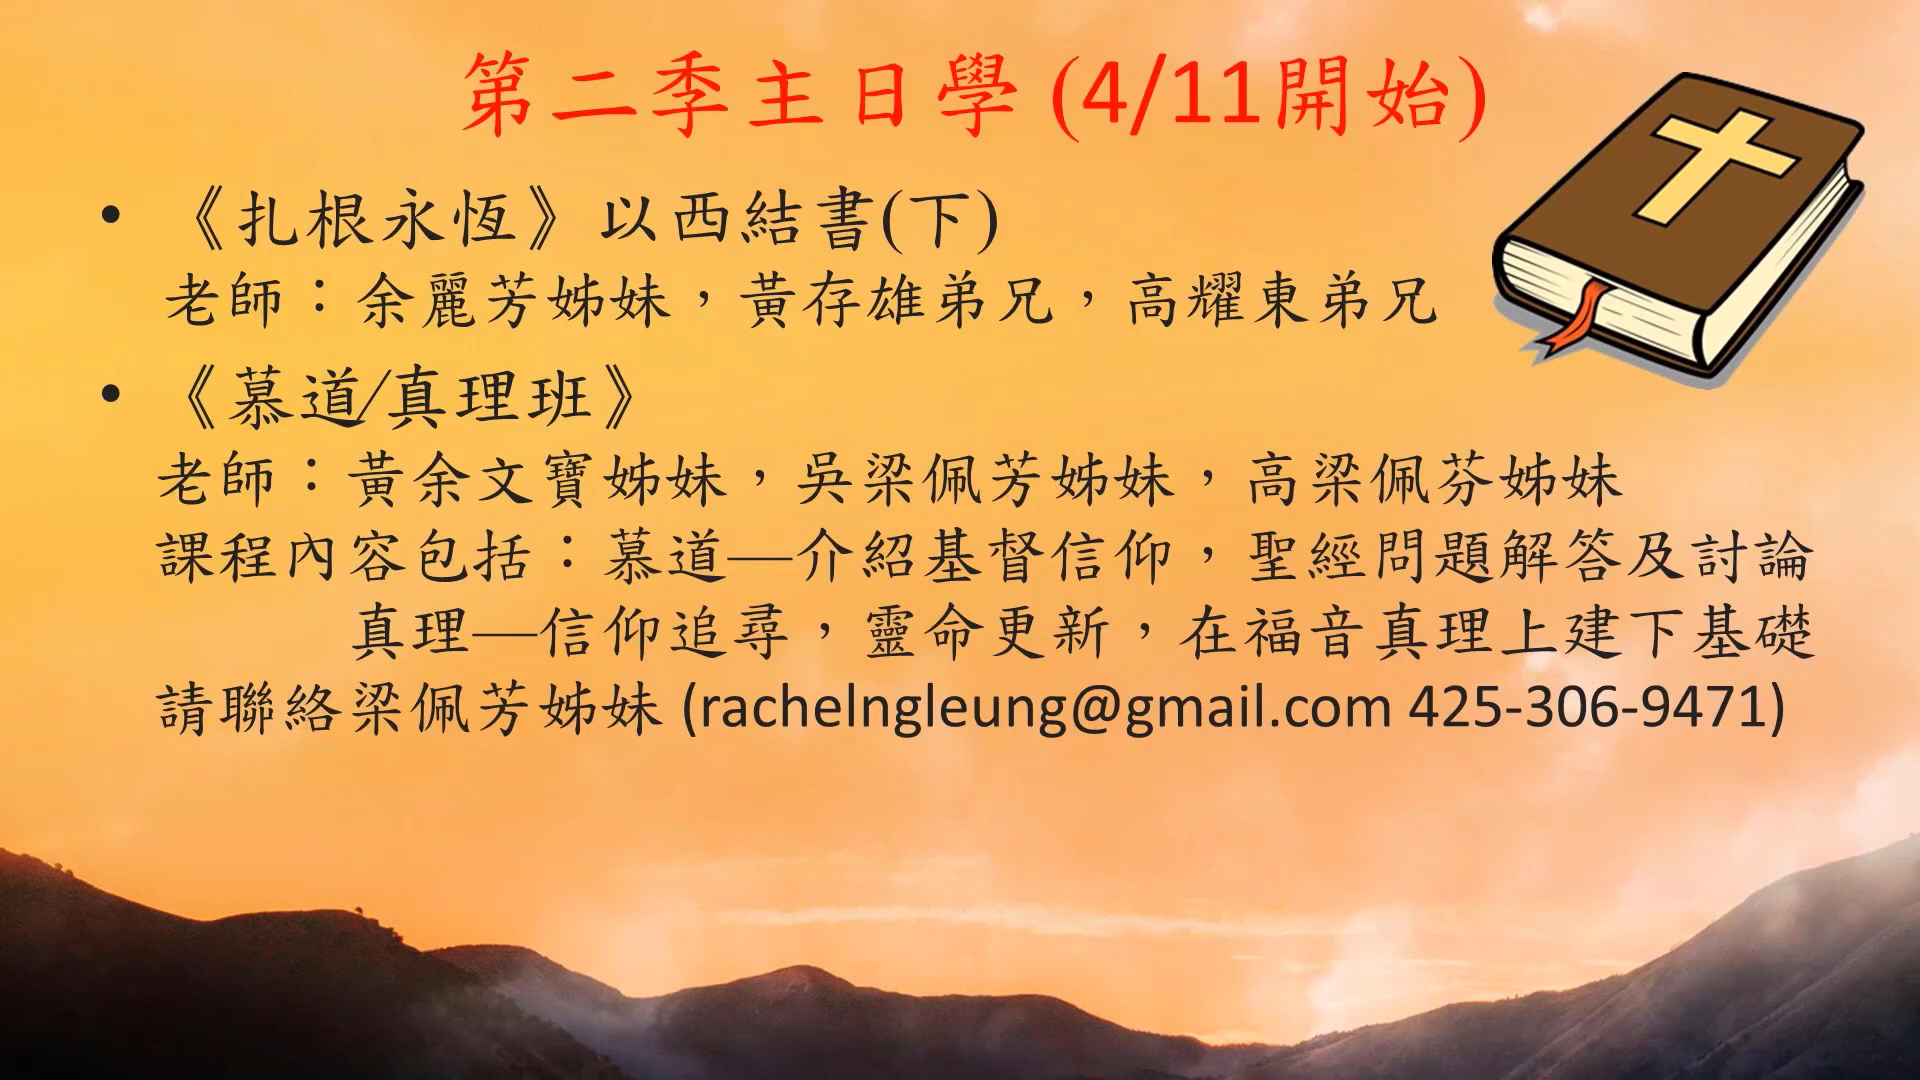 第二季主日學 (4/11開始)
• 《扎根永恆》以西結書(下)
老師：余麗芳姊妹，黃存雄弟兄，高耀東弟兄
• 《慕道/真理班》
老師：黃余文寶姊妹，吳梁佩芳姊妹，高梁佩芬姊妹
課程內容包括：慕道—介紹基督信仰，聖經問題解答及討論
真理—信仰追尋，靈命更新，在福音真理上建下基礎
請聯絡梁佩芳姊妹 (rachelngleung@gmail.com 425-306-9471)